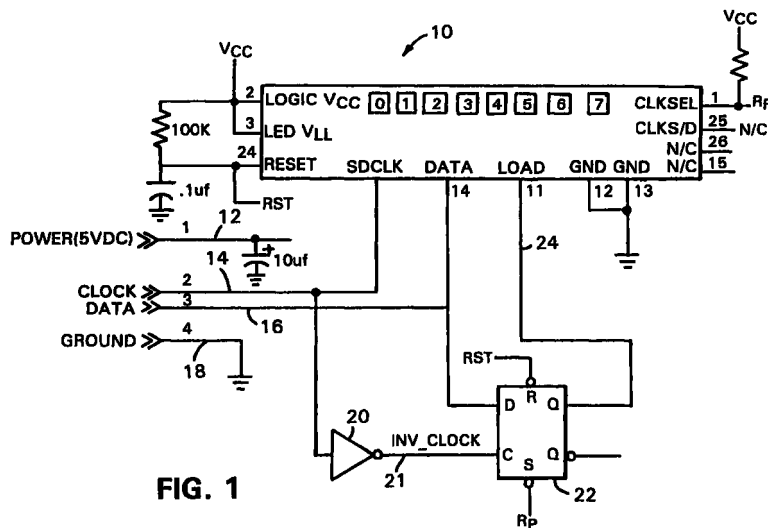 10
VCC
VCC
2 LOGIC VCC 0 1 2 3 4 5 6 7 CLKSEL 1 RP
100K
3 LED VLL CLKS/D 25 N/C
24 RESET N/C 26
SDCLK DATA LOAD GND GND N/C 15
14 11 12 13
.1uf
RST
POWER(5VDC) 1 12
+
10uf
24
14
CLOCK 2
DATA 3
16
GROUND 4
18
RST
R
D Q
20
INV_CLOCK
C Q
21
S
22
RP
FIG. 1